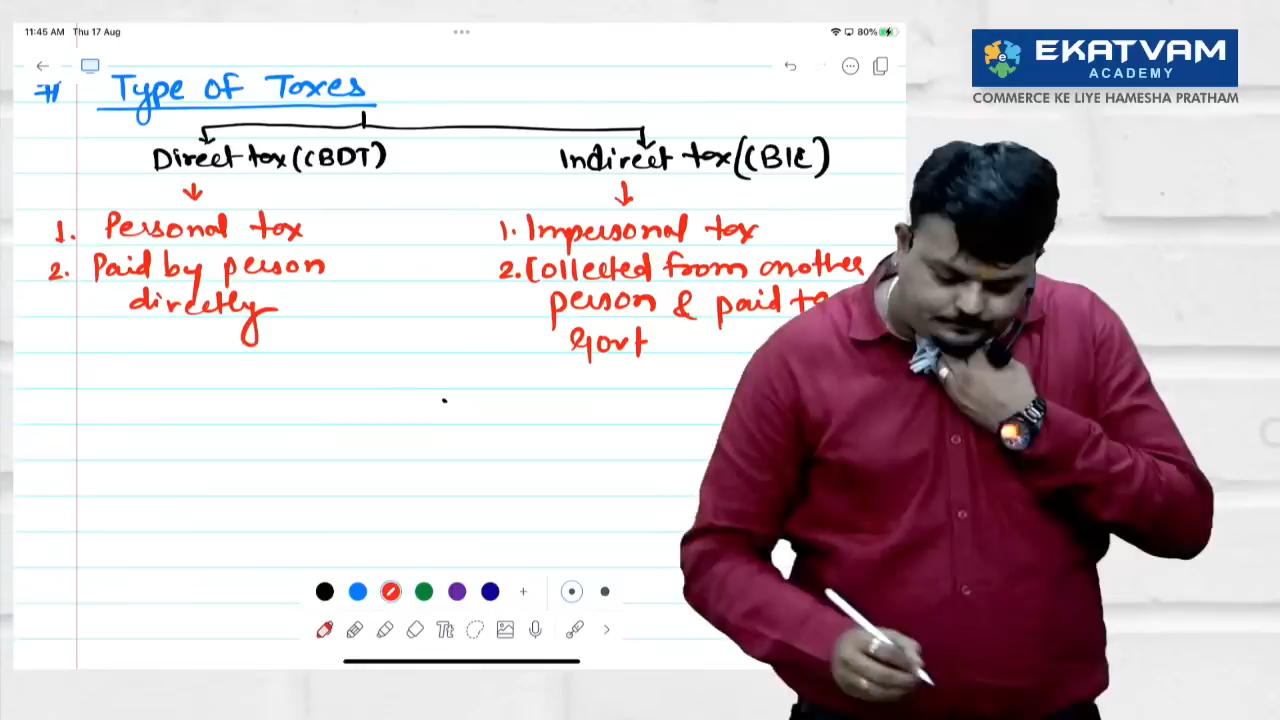 11:45 AM Thu 17 Aug
80%
EKATVAM
ACADEMY
COMMERCE KE LIYE HAMESHA PRATHAM
# Type of Taxes
Direct tax (CBDT)
Indirect tax (CBIC)
1. Personal tax
2. Paid by person
directly
1. Impersonal tax
2. Collected from another
person & paid to
Govt
Tt